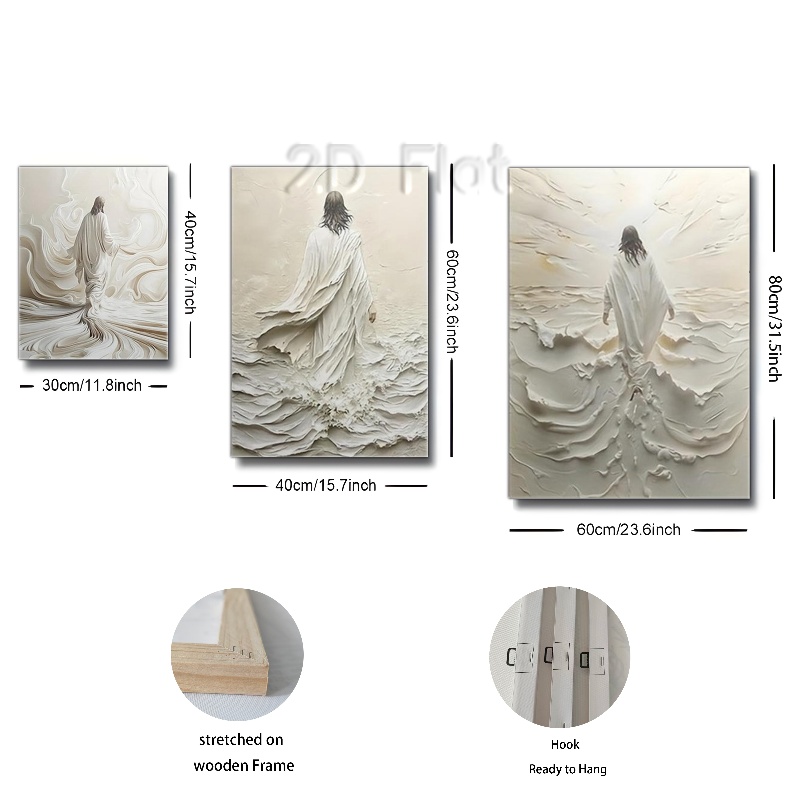 2D Flat
40cm/15.7inch
30cm/11.8inch
60cm/23.6inch
40cm/15.7inch
80cm/31.5inch
60cm/23.6inch
stretched on
wooden Frame
Hook
Ready to Hang